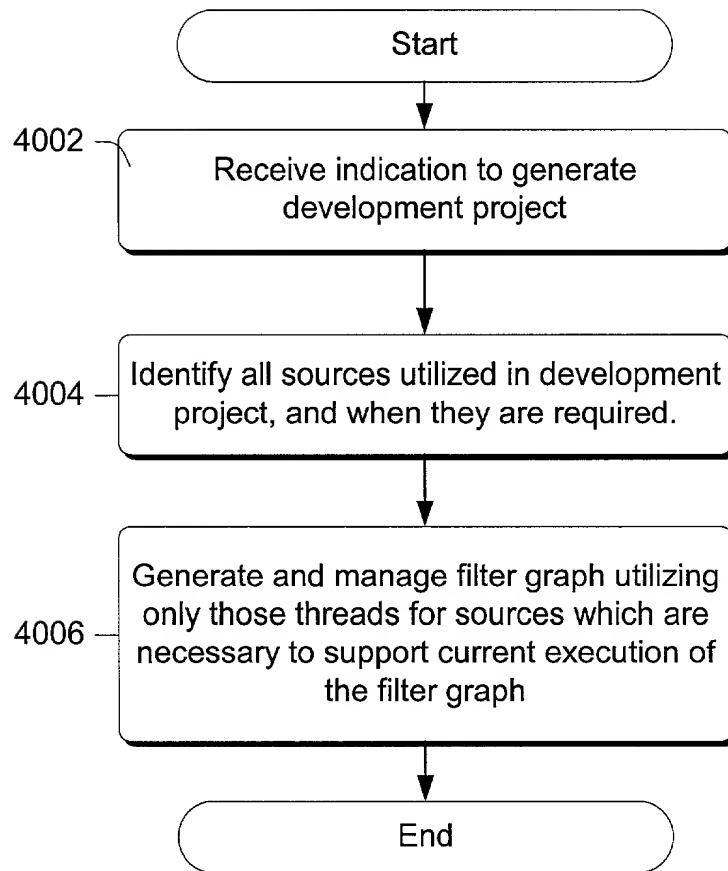 Start
4002
Receive indication to generate
development project
4004
Identify all sources utilized in development
project, and when they are required.
4006
Generate and manage filter graph utilizing
only those threads for sources which are
necessary to support current execution of
the filter graph
End